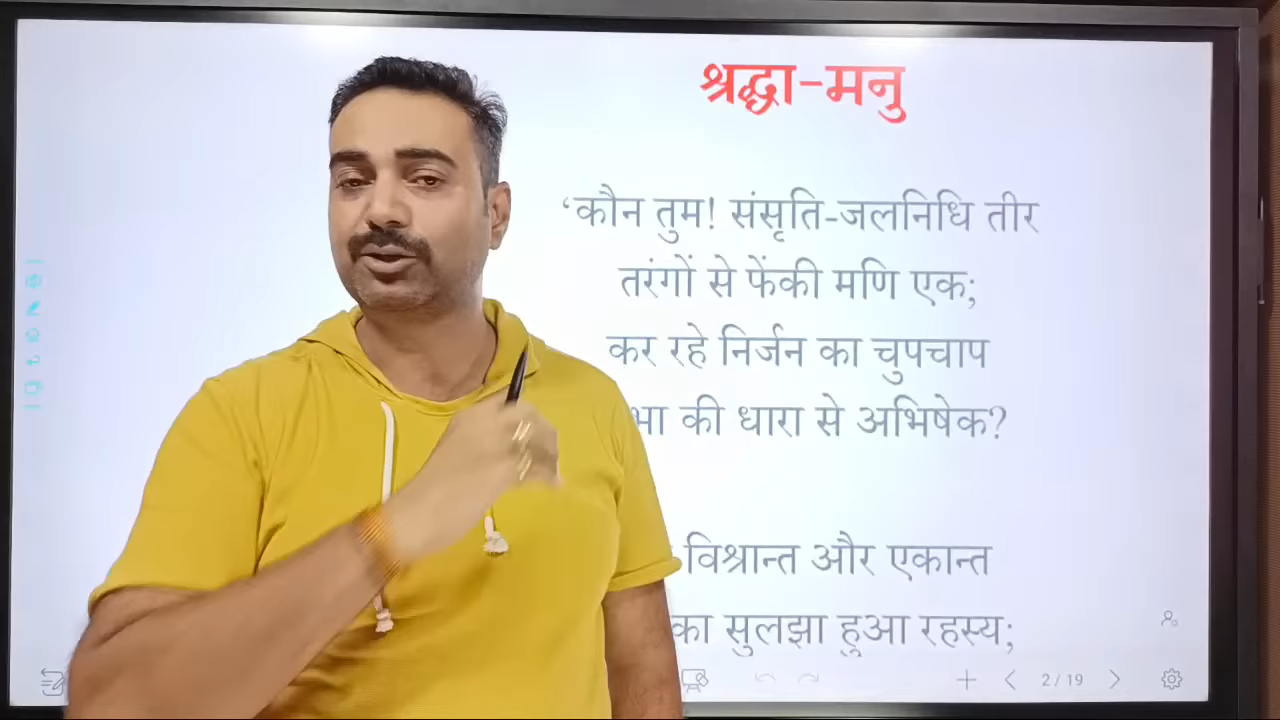 श्रद्धा-मनु
‘कौन तुम! संसृति-जलनिधि तीर
तरंगों से फेंकी मणि एक;
कर रहे निर्जन का चुपचाप
की धारा से अभिषेक?
विश्रान्त और एकान्त
का सुलझा हुआ रहस्य;
2/19